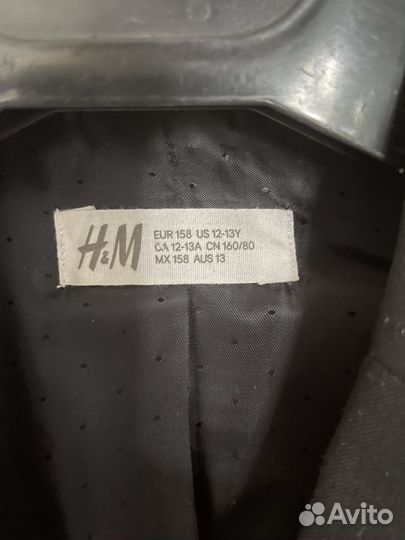 H&M
EUR 158 US 12-13Y
CA 12-13A CN 160/80
MX 158 AUS 13
Avito